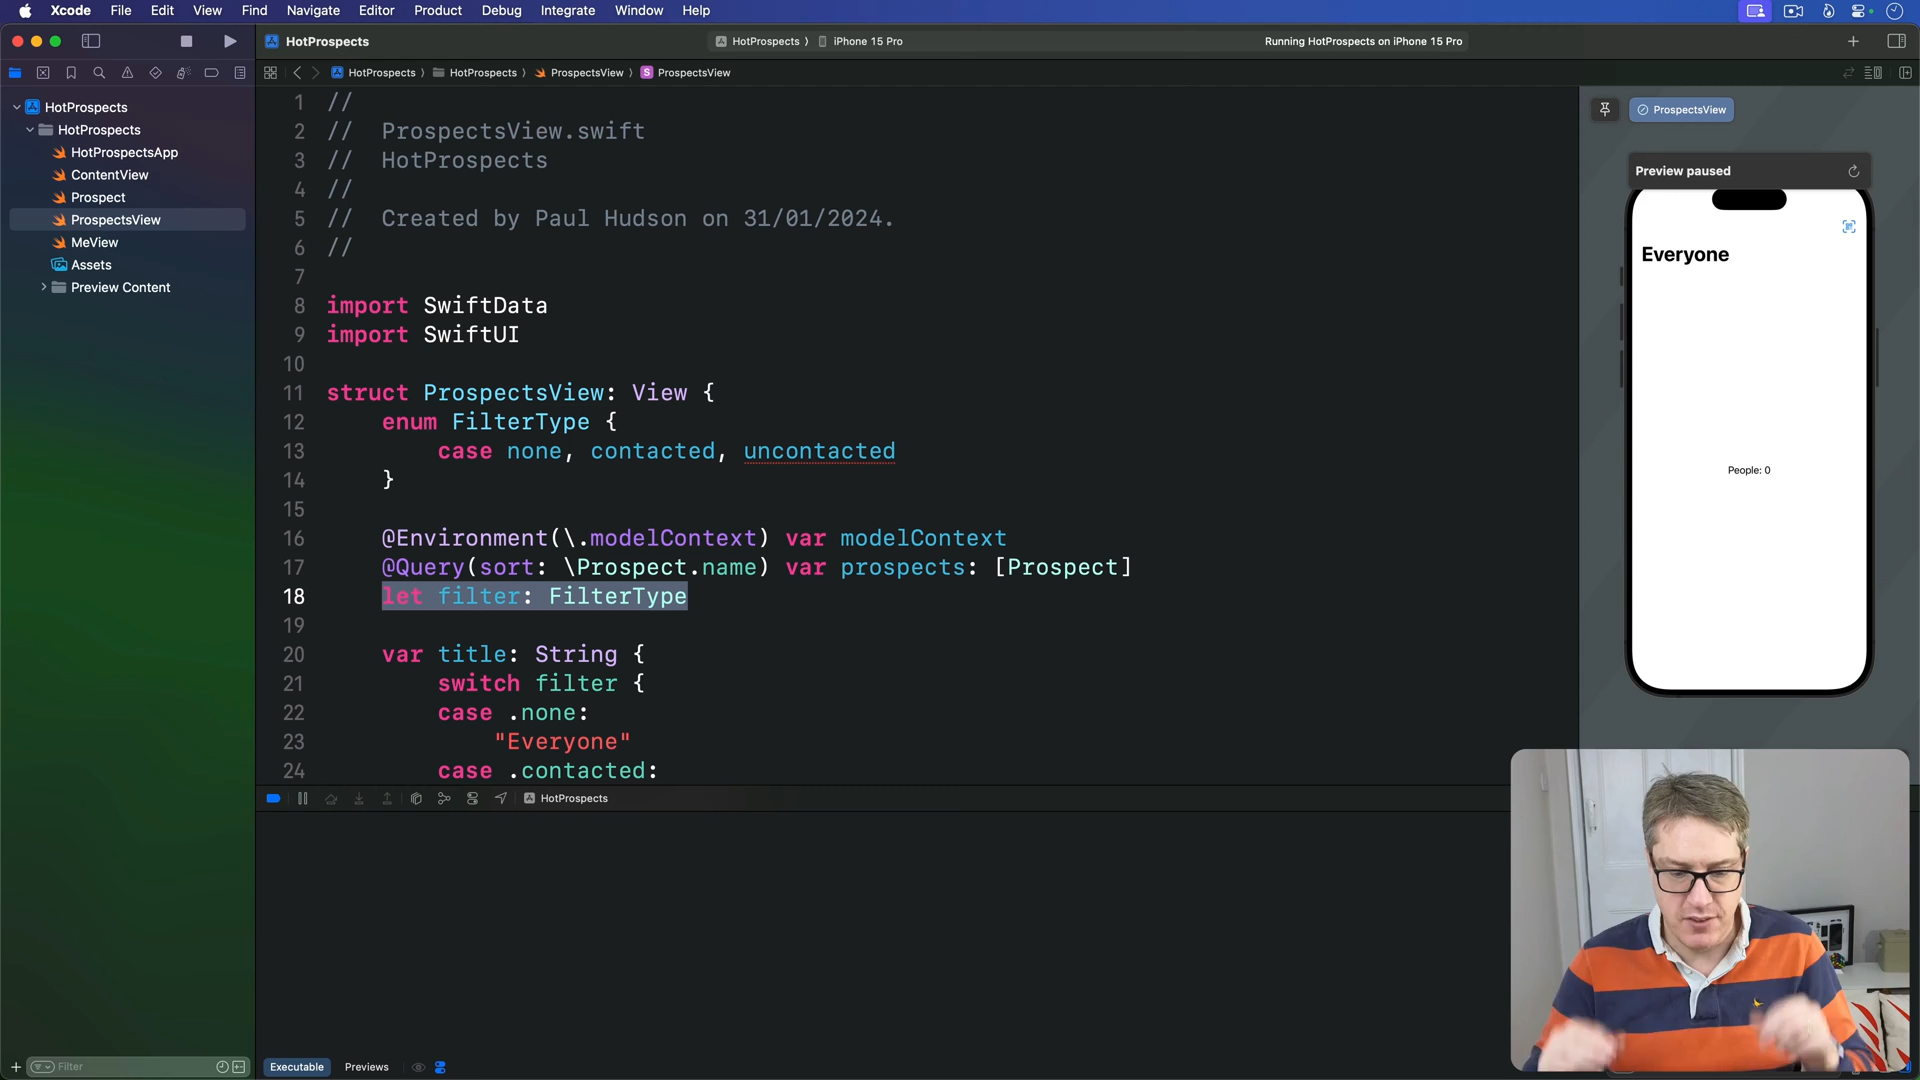 Xcode File Edit View Find Navigate Editor Product Debug Integrate Window Help
HotProspects
HotProspects 〉 iPhone 15 Pro
Running HotProspects on iPhone 15 Pro
HotProspects 〉 HotProspects 〉 ProspectsView 〉 S ProspectsView
HotProspects
HotProspects
HotProspectsApp
ContentView
Prospect
ProspectsView
MeView
Assets
Preview Content
1 //
2 //  ProspectsView.swift
3 //  HotProspects
4 //
5 //  Created by Paul Hudson on 31/01/2024.
6 //
7
8 import SwiftData
9 import SwiftUI
10
11 struct ProspectsView: View {
12     enum FilterType {
13         case none, contacted, uncontacted
14     }
15
16     @Environment(\.modelContext) var modelContext
17     @Query(sort: \Prospect.name) var prospects: [Prospect]
18     let filter: FilterType
19
20     var title: String {
21         switch filter {
22         case .none:
23             "Everyone"
24         case .contacted:
ProspectsView
Preview paused
Everyone
People: 0
HotProspects
Filter
Executable Previews